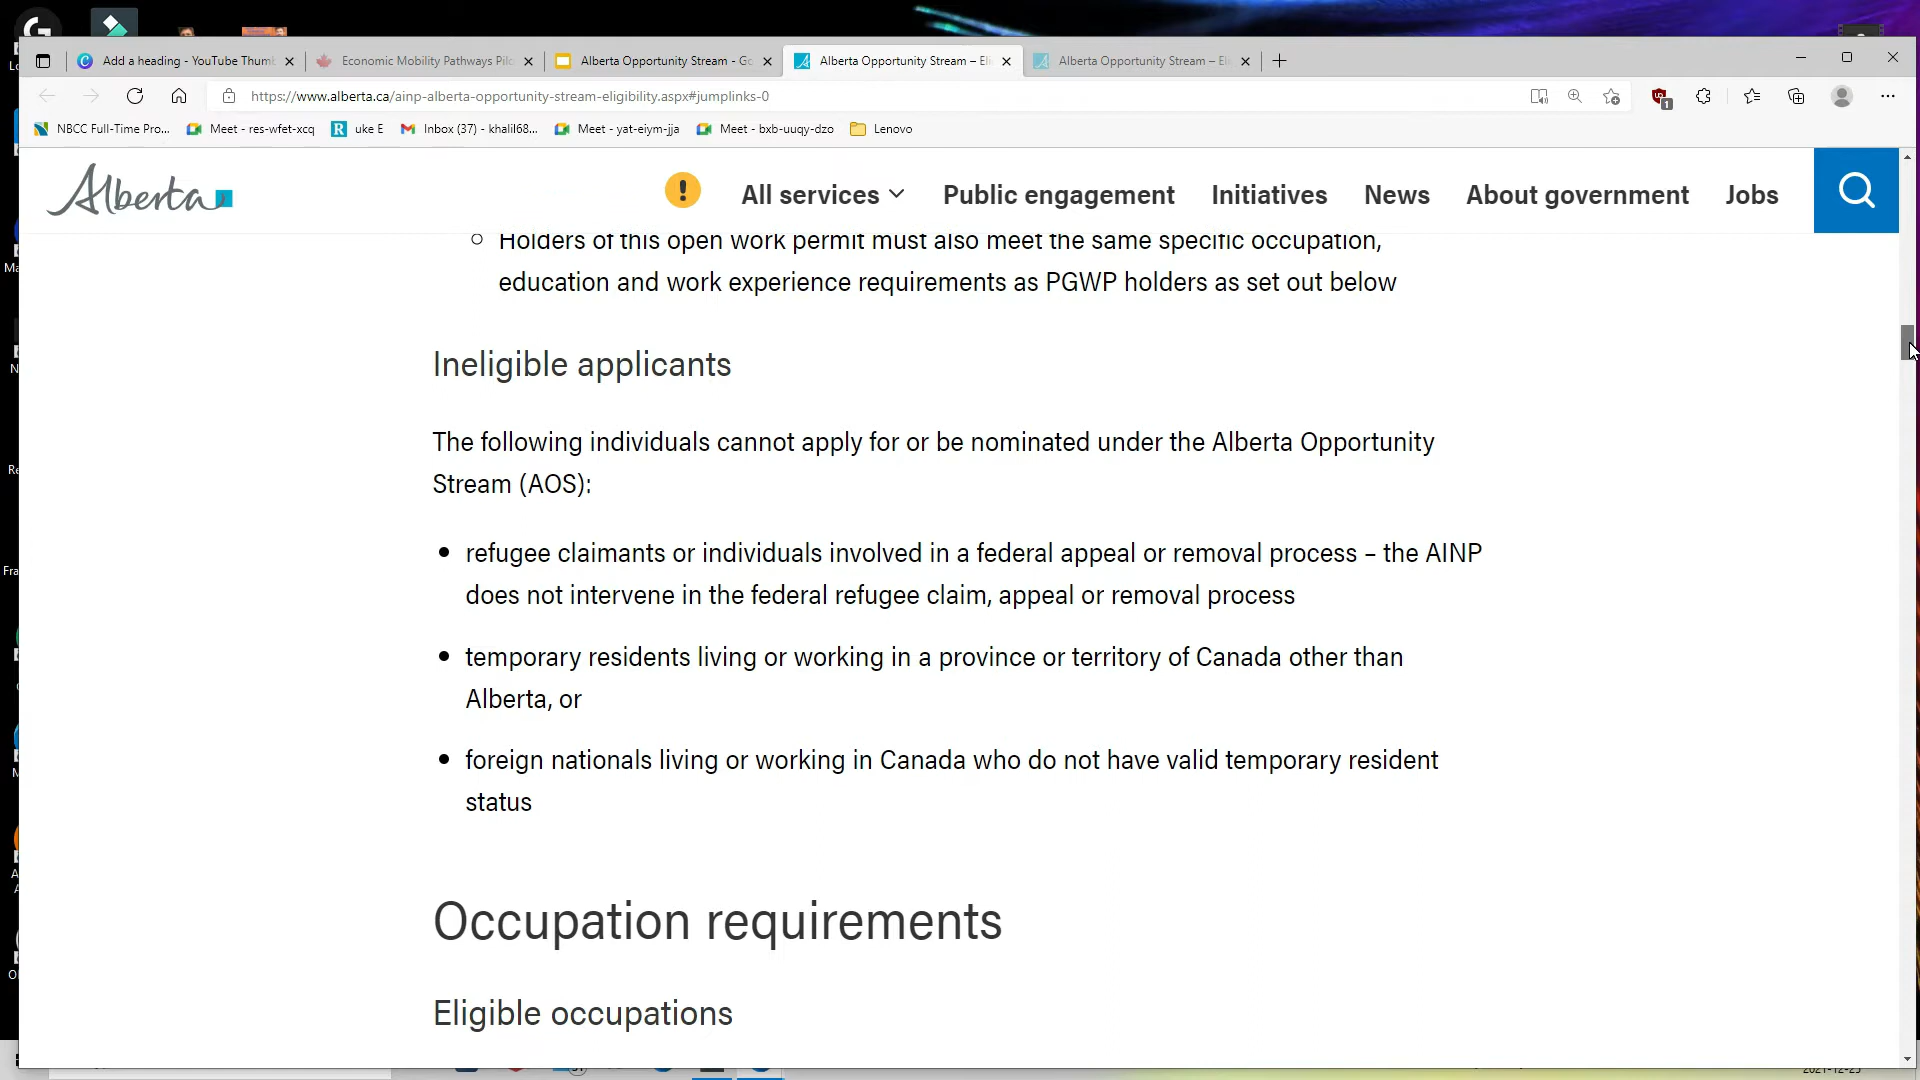 Add a heading - YouTube Thumb
Economic Mobility Pathways Pilo
Alberta Opportunity Stream - Go
Alberta Opportunity Stream – Eli
Alberta Opportunity Stream – Eli
https://www.alberta.ca/ainp-alberta-opportunity-stream-eligibility.aspx#jumplinks-0
1
NBCC Full-Time Pro...
Meet - res-wfet-xcq
uke E
Inbox (37) - khalil68...
Meet - yat-eiym-jja
Meet - bxb-uuqy-dzo
Lenovo
Alberta
All services
Public engagement
Initiatives
News
About government
Jobs
Holders of this open work permit must also meet the same specific occupation,
education and work experience requirements as PGWP holders as set out below
Ineligible applicants
The following individuals cannot apply for or be nominated under the Alberta Opportunity
Stream (AOS):
refugee claimants or individuals involved in a federal appeal or removal process – the AINP
does not intervene in the federal refugee claim, appeal or removal process
temporary residents living or working in a province or territory of Canada other than
Alberta, or
foreign nationals living or working in Canada who do not have valid temporary resident
status
Occupation requirements
Eligible occupations